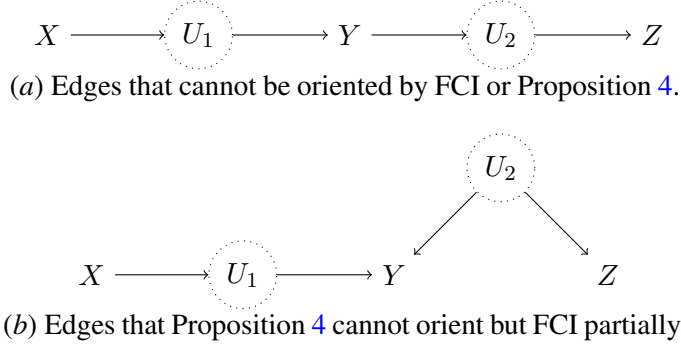 X U₁ Y U₂ Z
(a) Edges that cannot be oriented by FCI or Proposition 4.
U₂
X U₁ Y Z
(b) Edges that Proposition 4 cannot orient but FCI partially